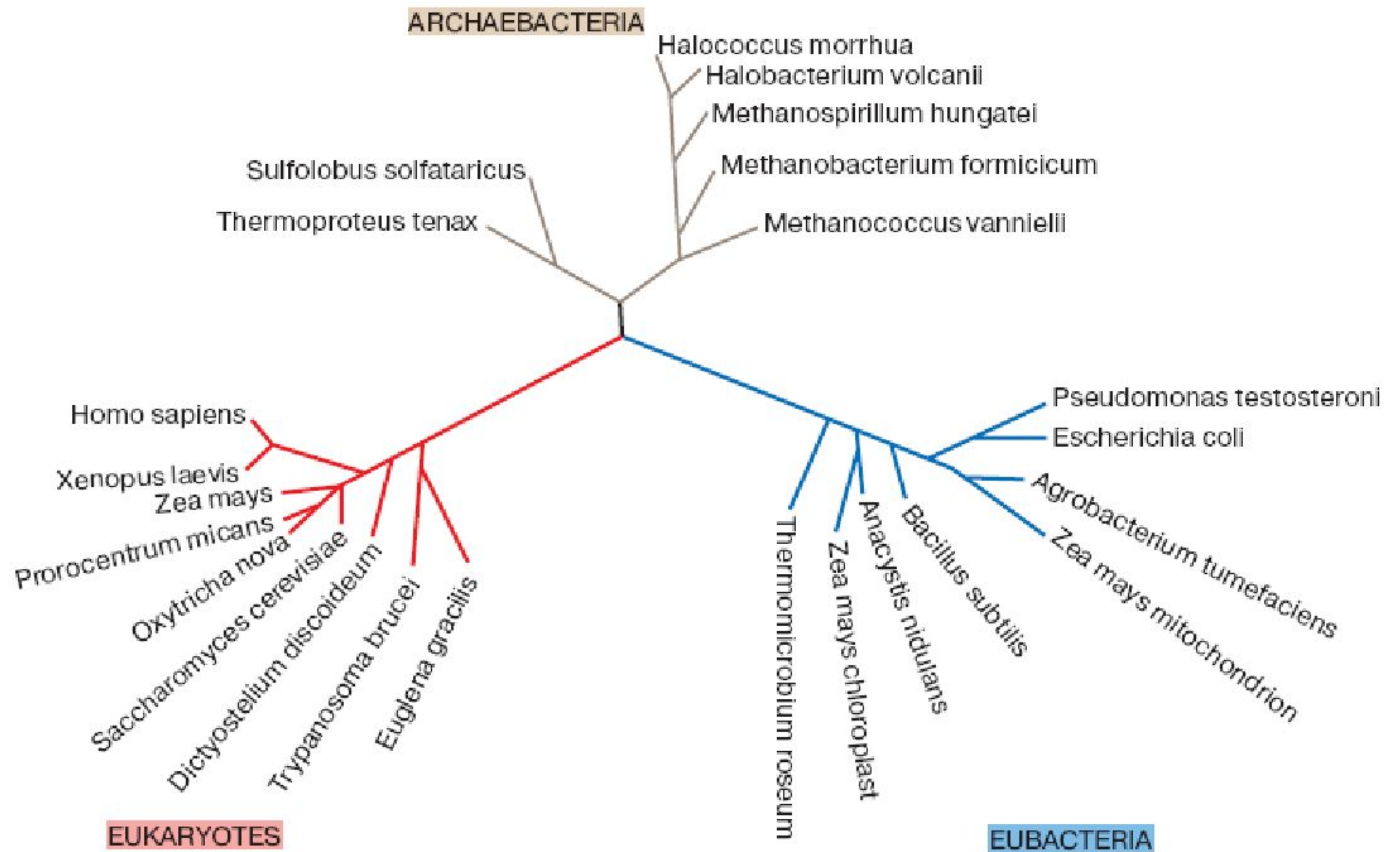 ARCHAEBACTERIA
Halococcus morrhua
Halobacterium volcanii
Methanospirillum hungatei
Methanobacterium formicicum
Methanococcus vannielii
Sulfolobus solfataricus
Thermoproteus tenax
Homo sapiens
Xenopus laevis
Zea mays
Prorocentrum micans
Oxytricha nova
Saccharomyces cerevisiae
Dictyostelium discoideum
Trypanosoma brucei
Euglena gracilis
EUKARYOTES
Pseudomonas testosteroni
Escherichia coli
Agrobacterium tumefaciens
Zea mays mitochondrion
Bacillus subtilis
Anacystis nidulans
Zea mays chloroplast
Thermomicrobium roseum
EUBACTERIA